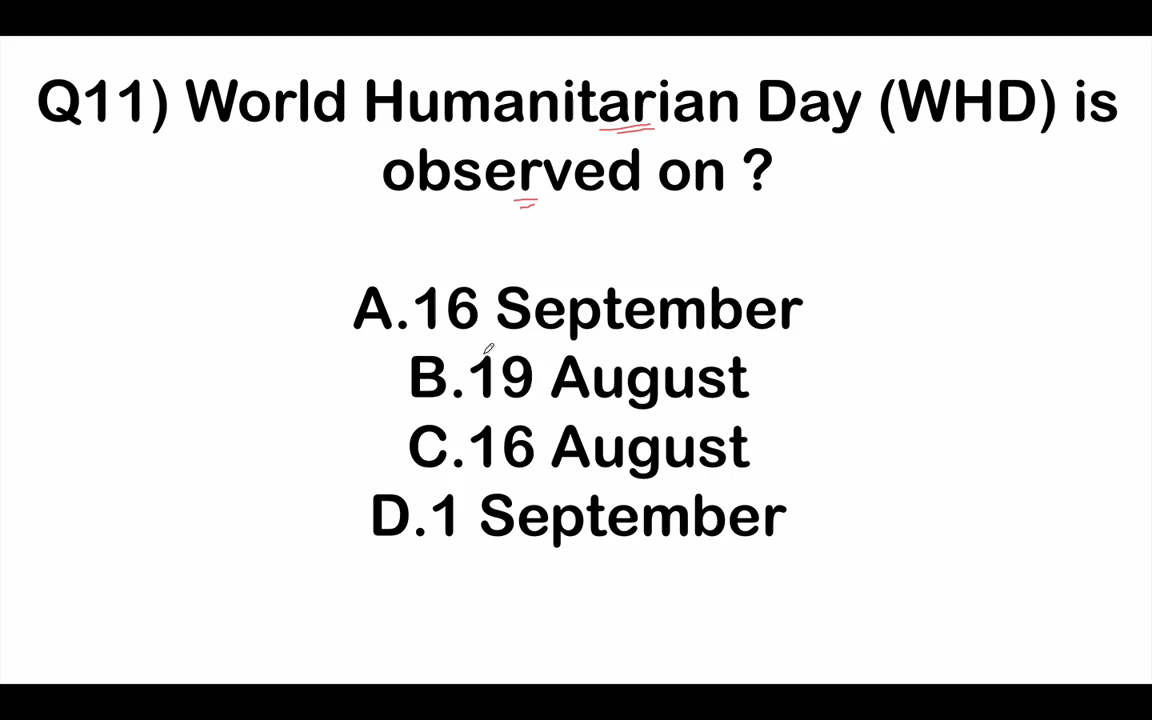 Q11) World Humanitarian Day (WHD) is
observed on ?
A.16 September
B.19 August
C.16 August
D.1 September